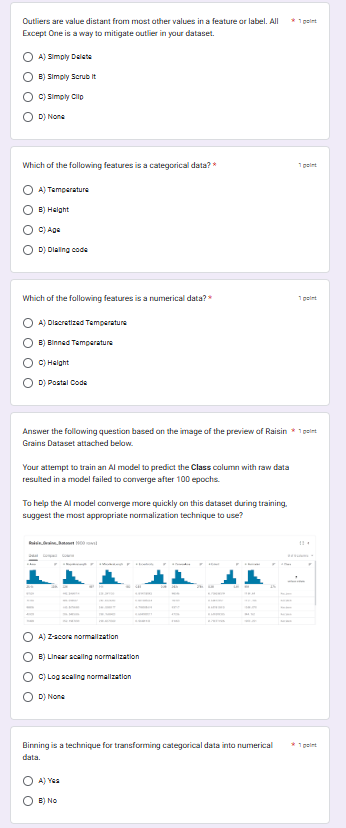 Outliers are value distant from most other values in a feature or label. All * 1 point
Except One is a way to mitigate outlier in your dataset.
A) Simply Delete
B) Simply Scrub it
C) Simply Clip
D) None
Which of the following features is a categorical data? * 1 point
A) Temperature
B) Height
C) Age
D) Dialing code
Which of the following features is a numerical data? * 1 point
A) Discretized Temperature
B) Binned Temperature
C) Height
D) Postal Code
Answer the following question based on the image of the preview of Raisin * 1 point
Grains Dataset attached below.
Your attempt to train an AI model to predict the Class column with raw data
resulted in a model failed to converge after 100 epochs.
To help the AI model converge more quickly on this dataset during training,
suggest the most appropriate normalization technique to use?
Raisin_Grains_Dataset
A) Z-score normalization
B) Linear scaling normalization
C) Log scaling normalization
D) None
Binning is a technique for transforming categorical data into numerical * 1 point
data.
A) Yes
B) No